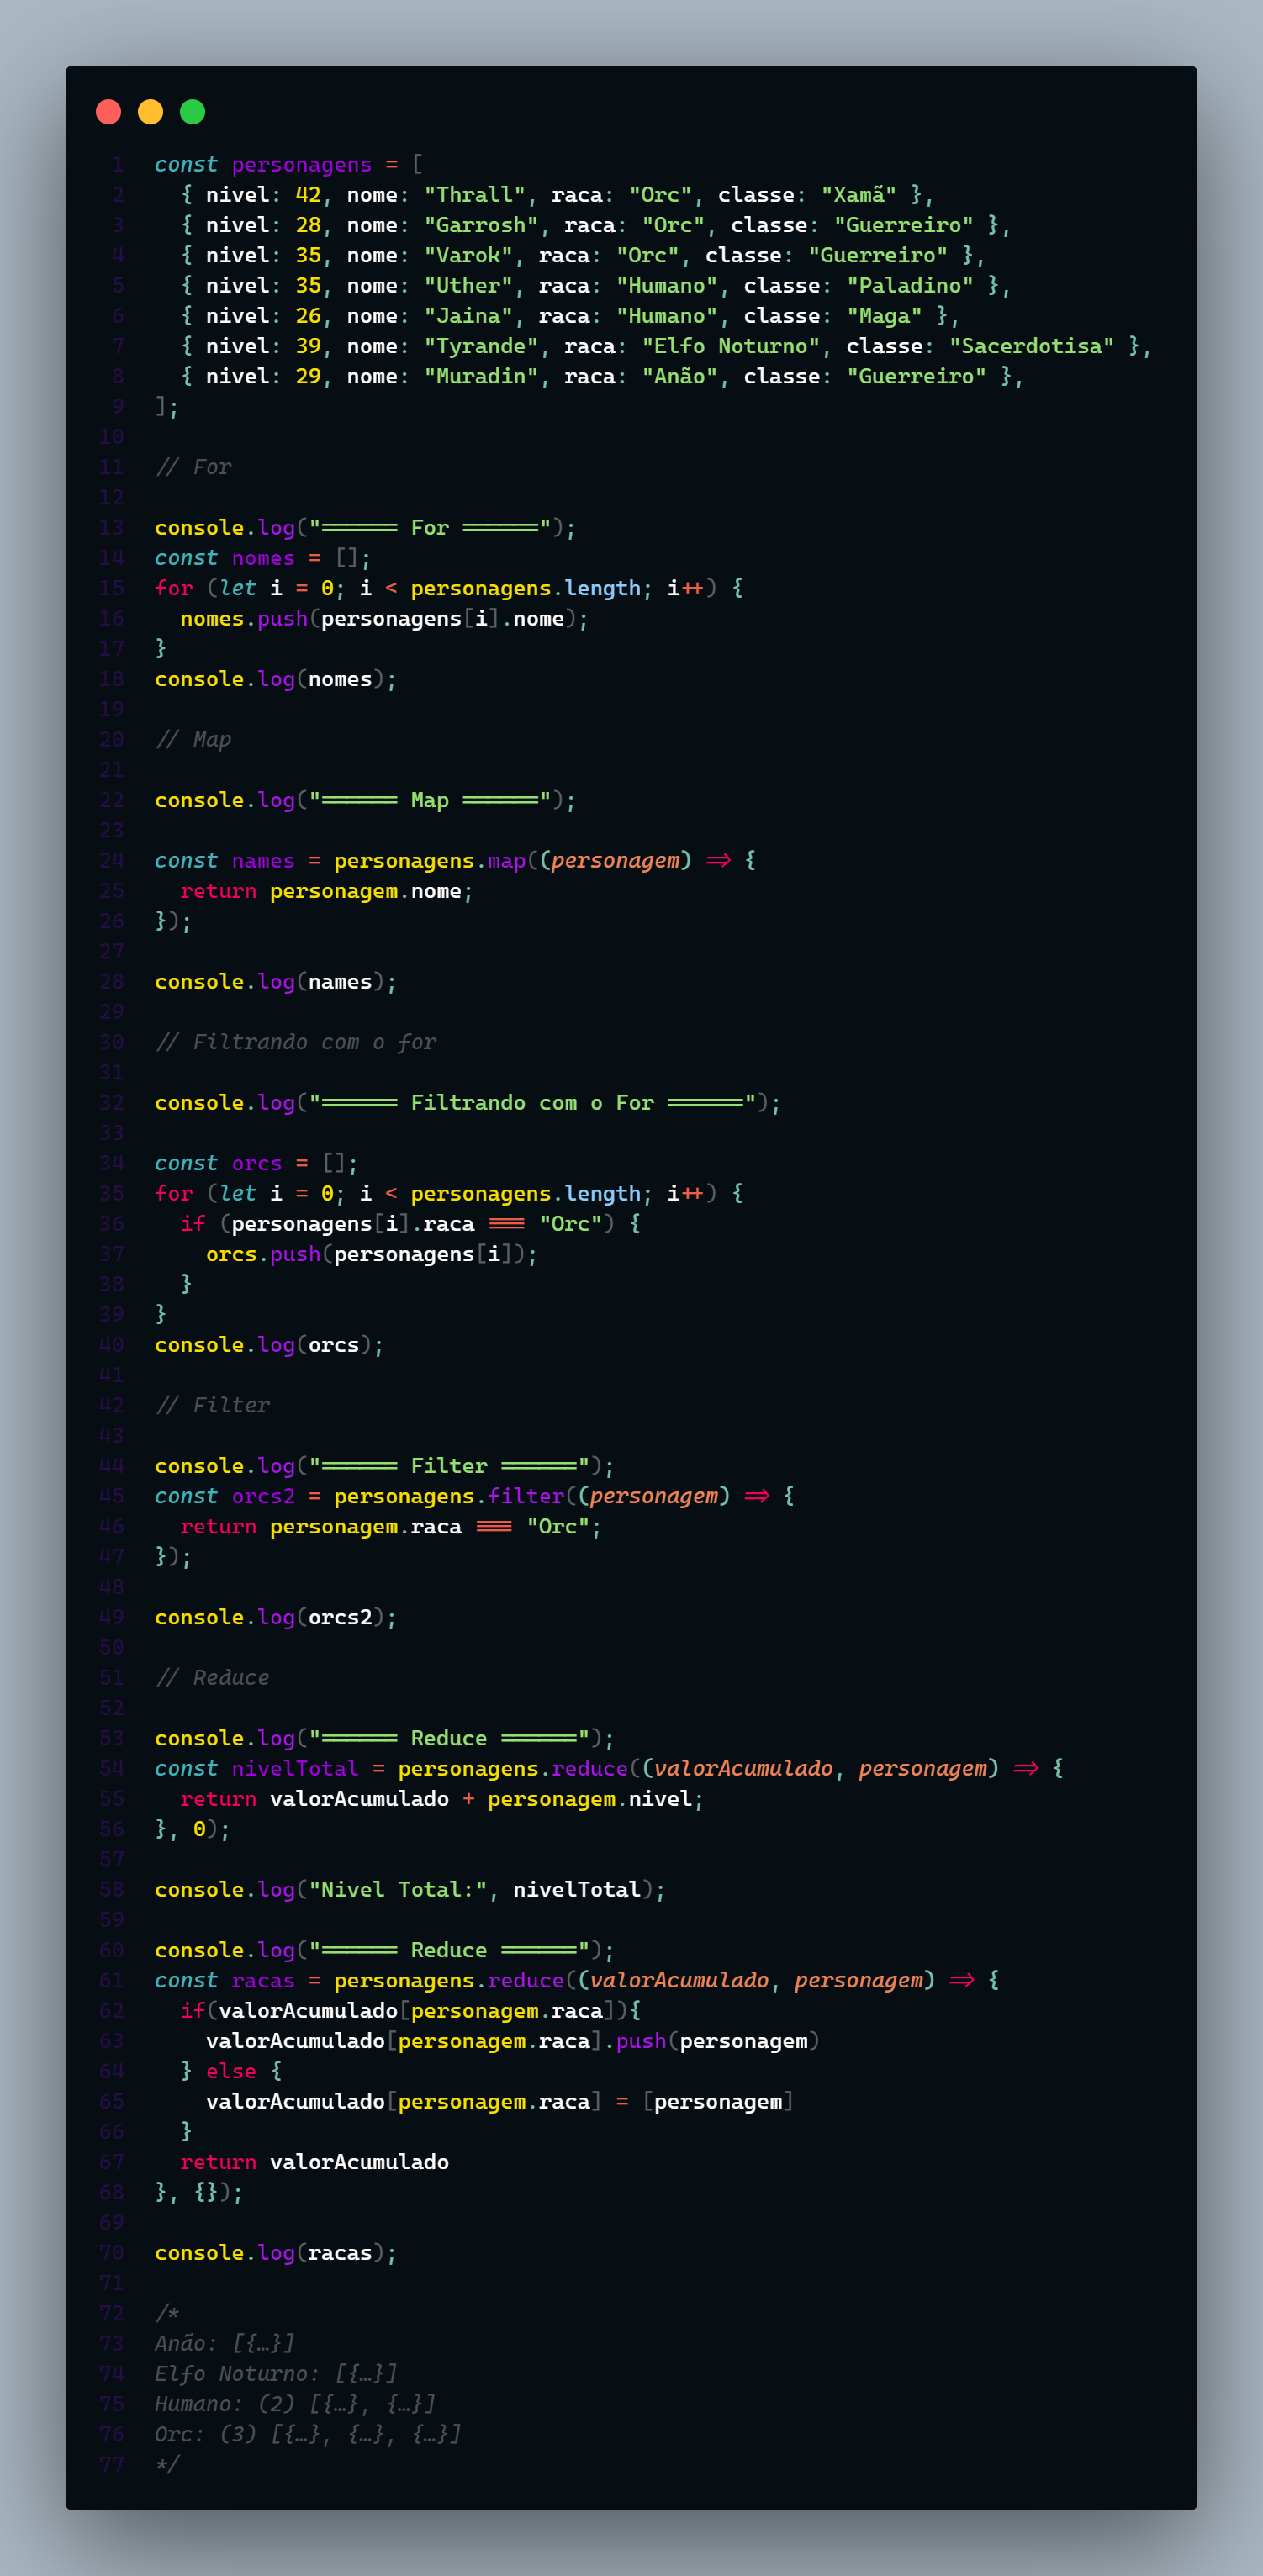 1 const personagens = [
2   { nivel: 42, nome: "Thrall", raca: "Orc", classe: "Xamã" },
3   { nivel: 28, nome: "Garrosh", raca: "Orc", classe: "Guerreiro" },
4   { nivel: 35, nome: "Varok", raca: "Orc", classe: "Guerreiro" },
5   { nivel: 35, nome: "Uther", raca: "Humano", classe: "Paladino" },
6   { nivel: 26, nome: "Jaina", raca: "Humano", classe: "Maga" },
7   { nivel: 39, nome: "Tyrande", raca: "Elfo Noturno", classe: "Sacerdotisa" },
8   { nivel: 29, nome: "Muradin", raca: "Anão", classe: "Guerreiro" },
9 ];
10
11 // For
12
13 console.log("====== For ======");
14 const nomes = [];
15 for (let i = 0; i < personagens.length; i++) {
16   nomes.push(personagens[i].nome);
17 }
18 console.log(nomes);
19
20 // Map
21
22 console.log("====== Map ======");
23
24 const names = personagens.map((personagem) => {
25   return personagem.nome;
26 });
27
28 console.log(names);
29
30 // Filtrando com o for
31
32 console.log("====== Filtrando com o For ======");
33
34 const orcs = [];
35 for (let i = 0; i < personagens.length; i++) {
36   if (personagens[i].raca === "Orc") {
37     orcs.push(personagens[i]);
38   }
39 }
40 console.log(orcs);
41
42 // Filter
43
44 console.log("====== Filter ======");
45 const orcs2 = personagens.filter((personagem) => {
46   return personagem.raca === "Orc";
47 });
48
49 console.log(orcs2);
50
51 // Reduce
52
53 console.log("====== Reduce ======");
54 const nivelTotal = personagens.reduce((valorAcumulado, personagem) => {
55   return valorAcumulado + personagem.nivel;
56 }, 0);
57
58 console.log("Nivel Total:", nivelTotal);
59
60 console.log("====== Reduce ======");
61 const racas = personagens.reduce((valorAcumulado, personagem) => {
62   if(valorAcumulado[personagem.raca]){
63     valorAcumulado[personagem.raca].push(personagem)
64   } else {
65     valorAcumulado[personagem.raca] = [personagem]
66   }
67   return valorAcumulado
68 }, {});
69
70 console.log(racas);
71
72 /*
73 Anão: [{…}]
74 Elfo Noturno: [{…}]
75 Humano: (2) [{…}, {…}]
76 Orc: (3) [{…}, {…}, {…}]
77 */